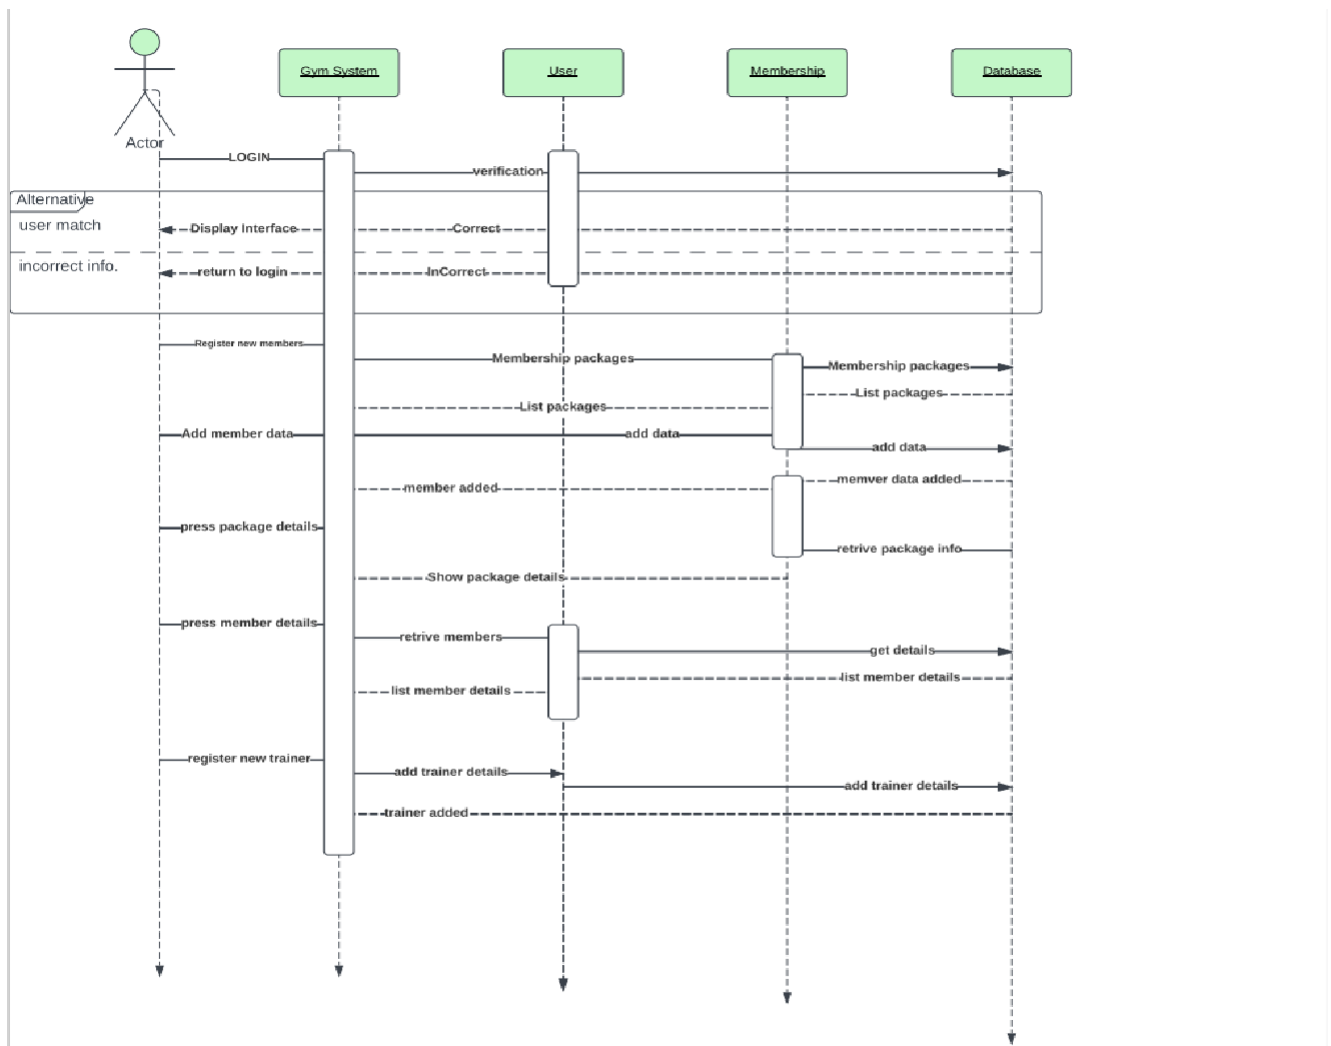 Gym System
User
Membership
Database
Actor
LOGIN
verification
Alternative
user match
Display Interface
Correct
incorrect info.
return to login
InCorrect
Register new members
Membership packages
Membership packages
List packages
List packages
Add member data
add data
add data
memver data added
member added
press package details
retrive package info
Show package details
press member details
retrive members
get details
list member details
list member details
register new trainer
add trainer details
add trainer details
trainer added